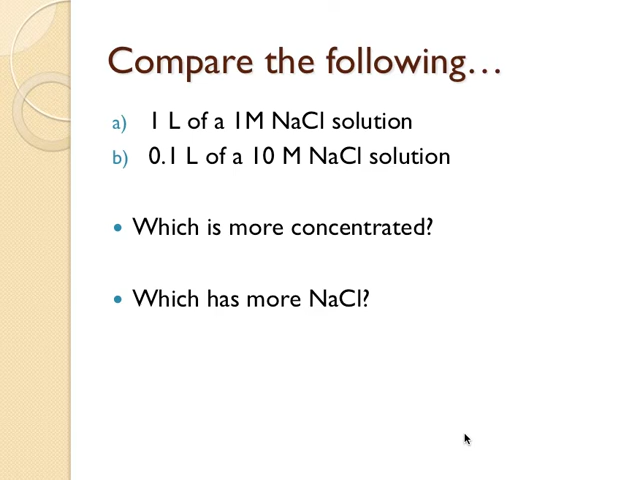 Compare the following…
a) 1 L of a 1M NaCl solution
b) 0.1 L of a 10 M NaCl solution
• Which is more concentrated?
• Which has more NaCl?